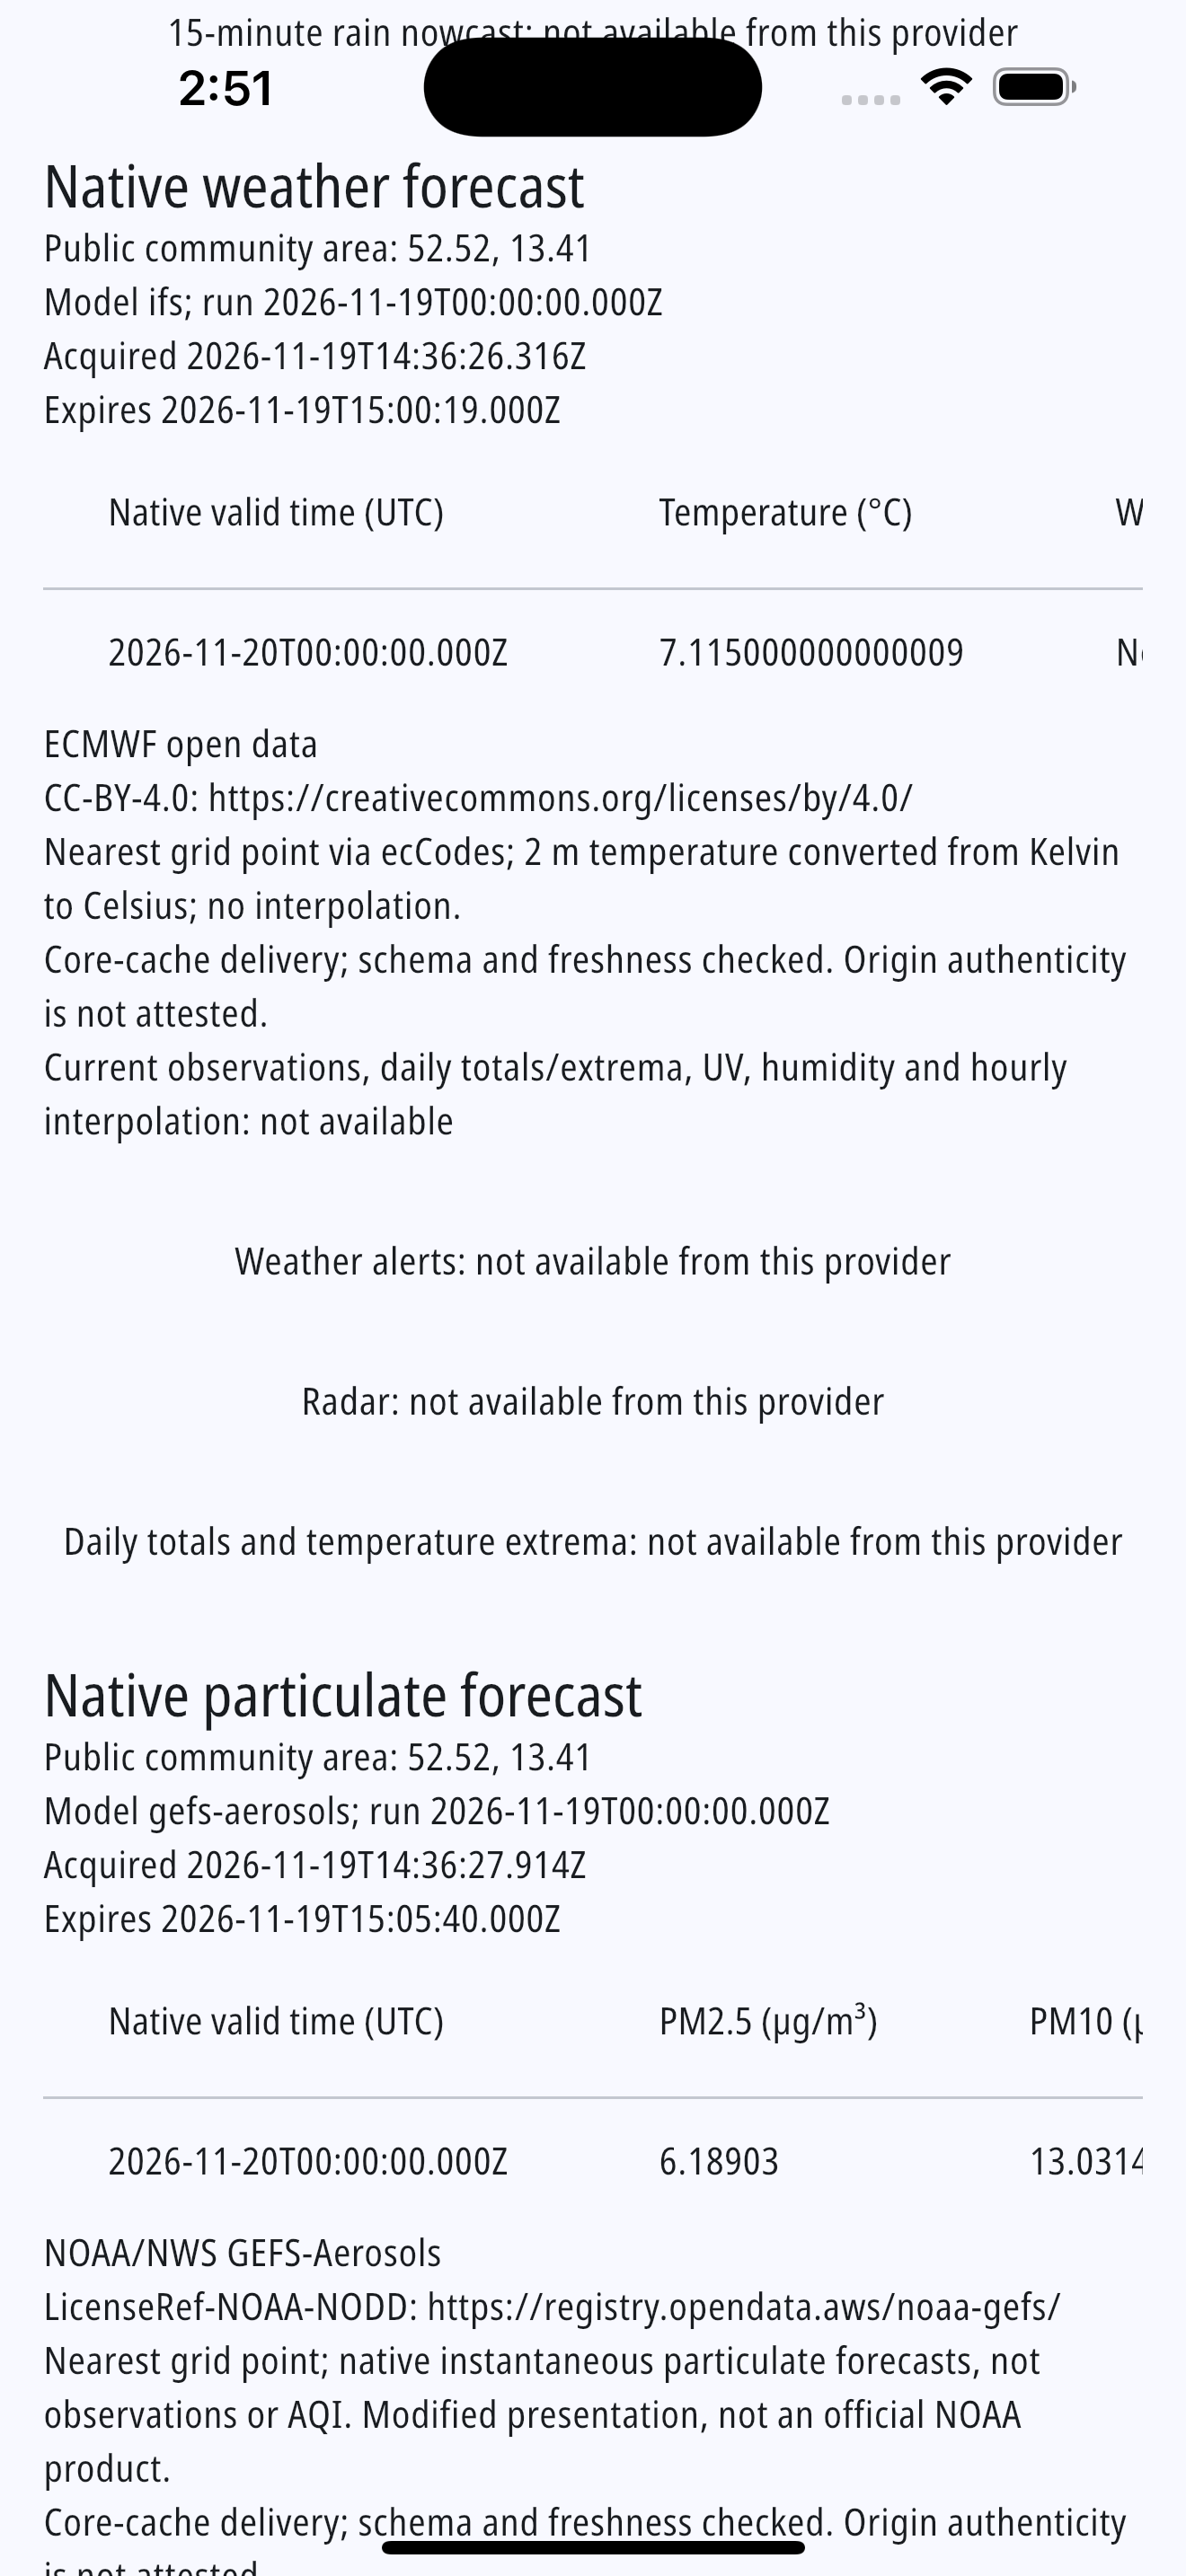 15-minute rain nowcast: not available from this provider
2:51
Native weather forecast
Public community area: 52.52, 13.41
Model ifs; run 2026-11-19T00:00:00.000Z
Acquired 2026-11-19T14:36:26.316Z
Expires 2026-11-19T15:00:19.000Z
Native valid time (UTC) Temperature (°C) W
2026-11-20T00:00:00.000Z 7.115000000000009
ECMWF open data
CC-BY-4.0: https://creativecommons.org/licenses/by/4.0/
Nearest grid point via ecCodes; 2 m temperature converted from Kelvin
to Celsius; no interpolation.
Core-cache delivery; schema and freshness checked. Origin authenticity
is not attested.
Current observations, daily totals/extrema, UV, humidity and hourly
interpolation: not available
Weather alerts: not available from this provider
Radar: not available from this provider
Daily totals and temperature extrema: not available from this provider
Native particulate forecast
Public community area: 52.52, 13.41
Model gefs-aerosols; run 2026-11-19T00:00:00.000Z
Acquired 2026-11-19T14:36:27.914Z
Expires 2026-11-19T15:05:40.000Z
Native valid time (UTC) PM2.5 (µg/m³) PM10 (µ
2026-11-20T00:00:00.000Z 6.18903 13.0314
NOAA/NWS GEFS-Aerosols
LicenseRef-NOAA-NODD: https://registry.opendata.aws/noaa-gefs/
Nearest grid point; native instantaneous particulate forecasts, not
observations or AQI. Modified presentation, not an official NOAA
product.
Core-cache delivery; schema and freshness checked. Origin authenticity
is not attested.